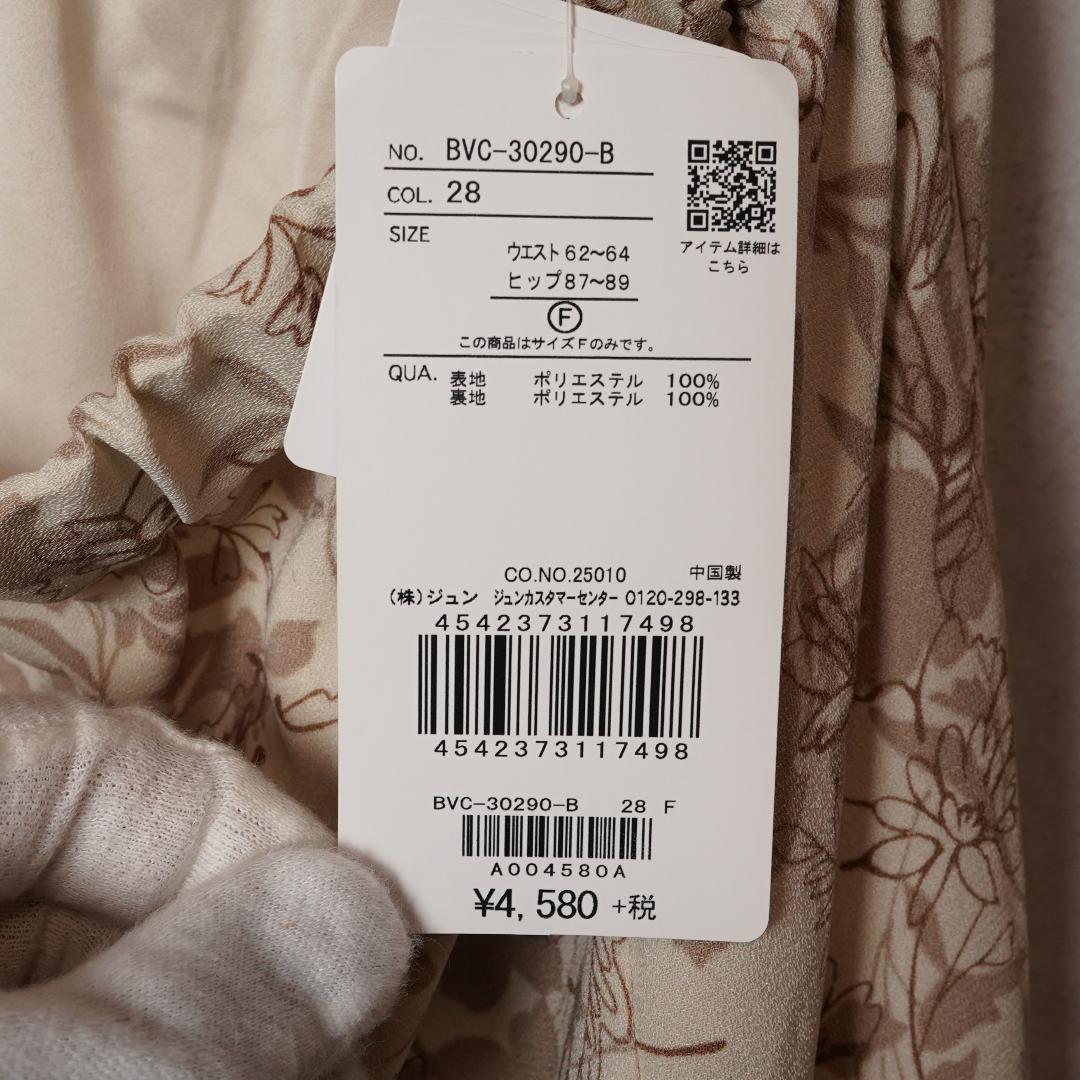 NO. BVC-30290-B
COL. 28
アイテム詳細は
こちら
SIZE
ウエスト 62〜64
ヒップ87〜89
Ⓕ
この商品はサイズFのみです。
QUA. 表地 ポリエステル 100%
裏地 ポリエステル 100%
CO.NO.25010 中国製
(株)ジュン ジュンカスタマーセンター 0120-298-133
4542373117498
4542373117498
BVC-30290-B 28 F
A004580A
¥4,580 +税